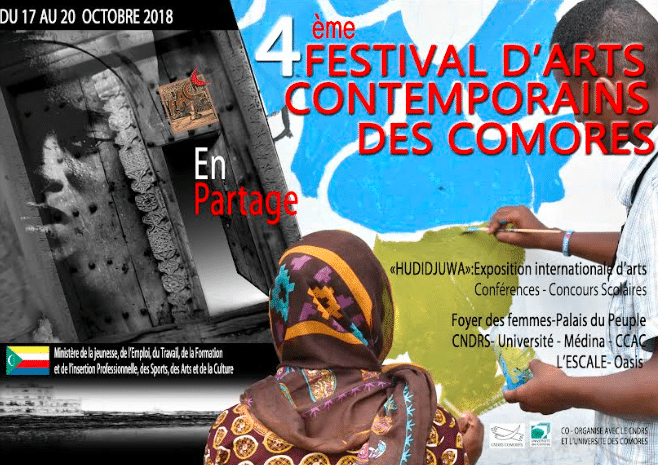 DU 17 AU 20 OCTOBRE 2018
4ème
FESTIVAL D'ARTS
CONTEMPORAINS
DES COMORES
En
Partage
«HUDIDJUWA»:Exposition internationale d'arts
Conférences - Concours Scolaires
Foyer des femmes-Palais du Peuple
CNDRS- Université - Médina - CCAC
L'ESCALE- Oasis
Ministère de la jeunesse, de l'Emploi, du Travail, de la Formation
et de l'insertion Professionnelle, des Sports, des Arts et de la Culture
CNDRS COMORES
CO - ORGANISE AVEC LE CNDRS
ET L'UNIVERSITE DES COMORES